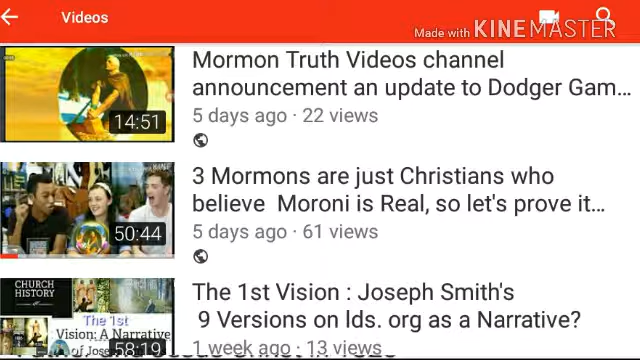 Videos
Made with KINEMASTER
Mormon Truth Videos channel
announcement an update to Dodger Gam...
14:51
5 days ago · 22 views
3 Mormons are just Christians who
believe Moroni is Real, so let's prove it...
50:44
5 days ago · 61 views
CHURCH
HISTORY
The 1st
Vision: A Narrative
of Joseph
58:19
The 1st Vision : Joseph Smith's
9 Versions on lds. org as a Narrative?
1 week ago · 13 views